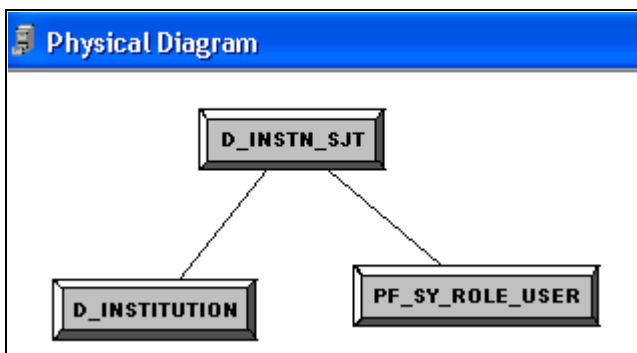 Physical Diagram
D_INSTN_SJT
D_INSTITUTION
PF_SY_ROLE_USER